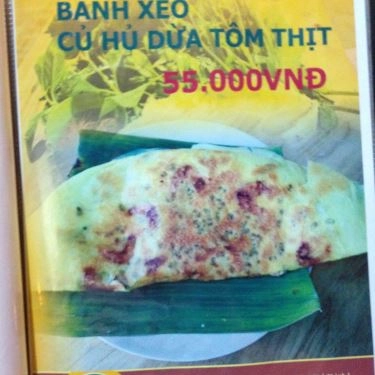 BÁNH XÈO
CỦ HỦ DỪA TÔM THỊT
55.000VNĐ